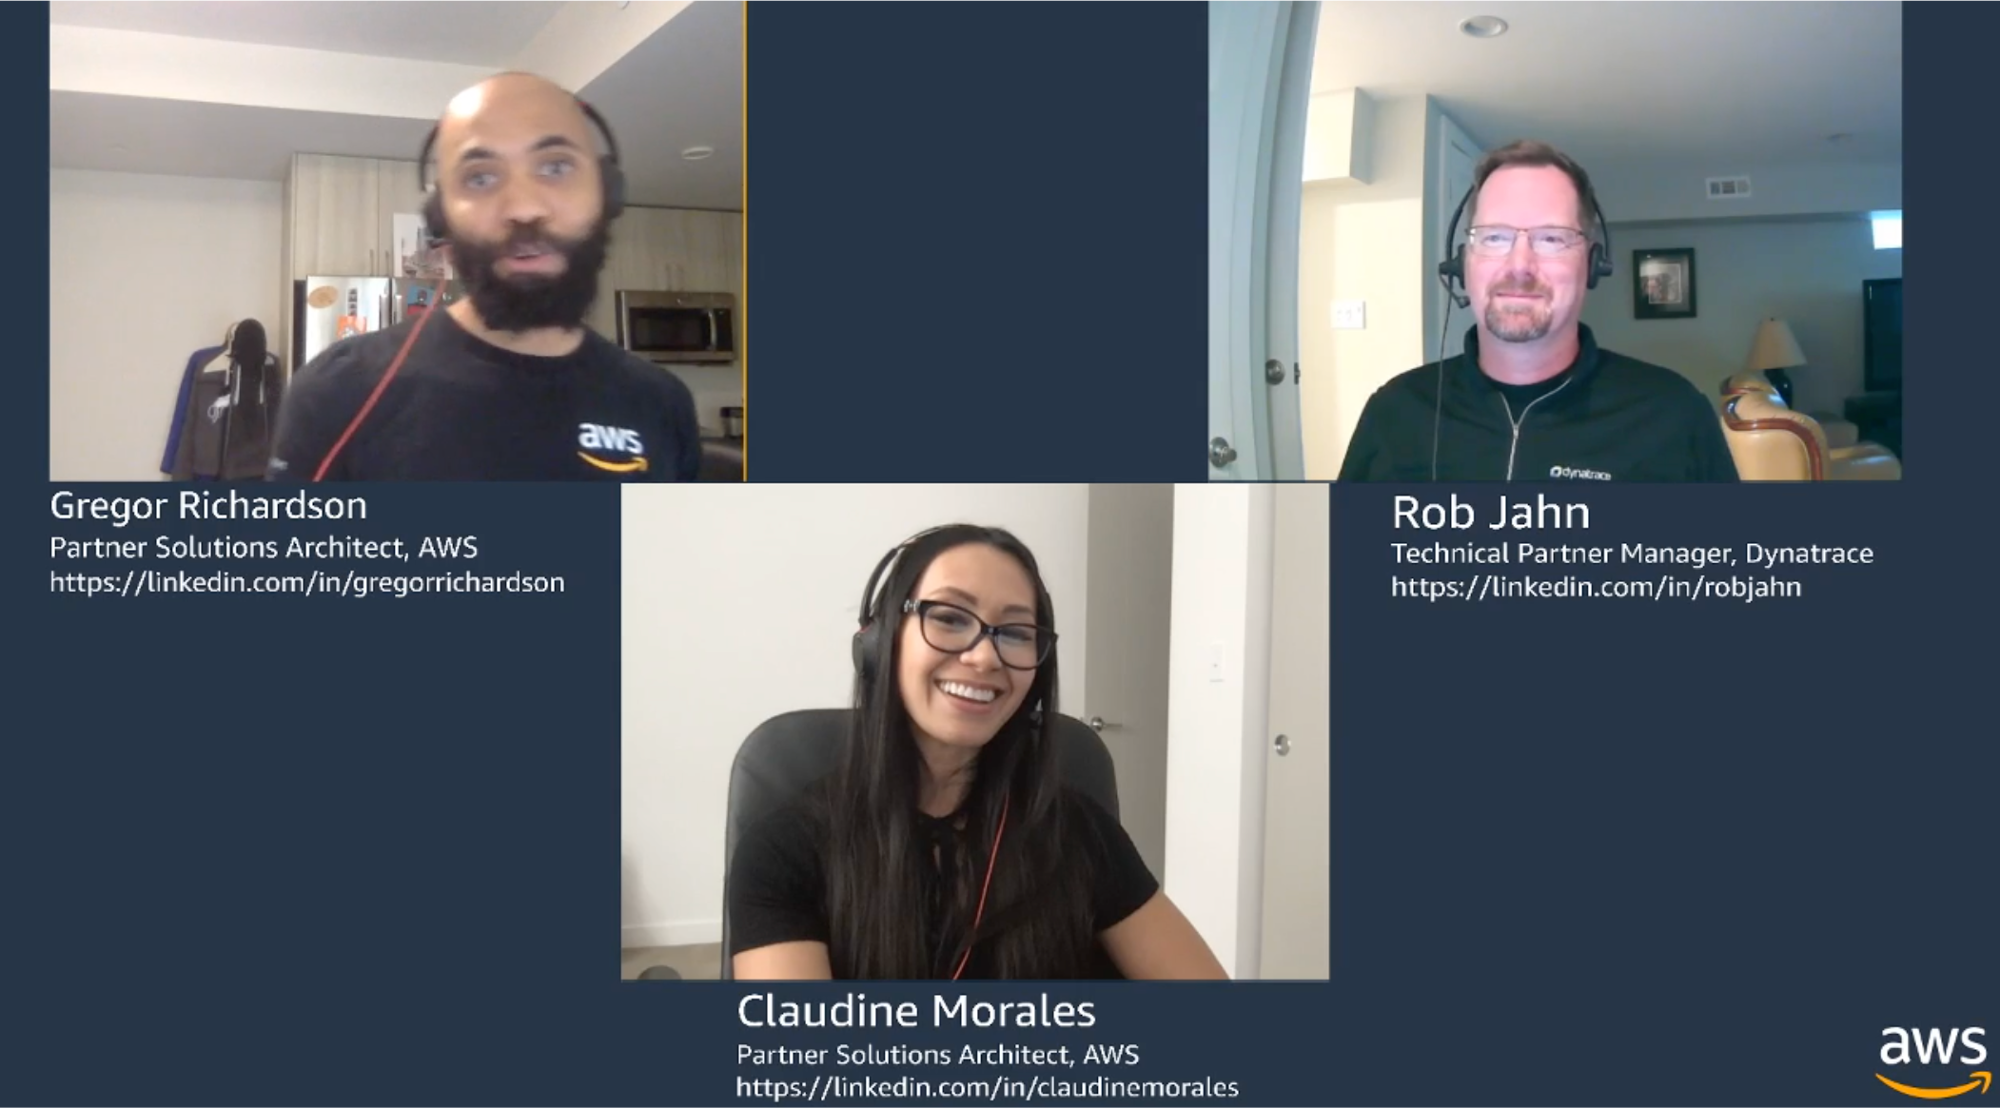 aws
dynatrace
Gregor Richardson
Partner Solutions Architect, AWS
https://linkedin.com/in/gregorrichardson
Rob Jahn
Technical Partner Manager, Dynatrace
https://linkedin.com/in/robjahn
Claudine Morales
Partner Solutions Architect, AWS
https://linkedin.com/in/claudinemorales
aws